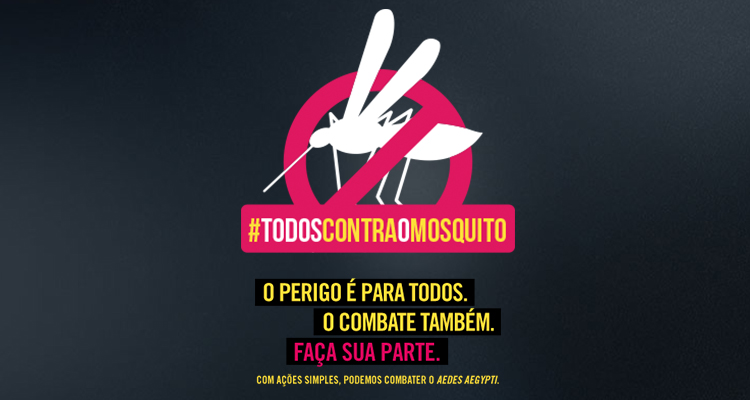 #TODOSCONTRAOMOSQUITO
O PERIGO É PARA TODOS.
O COMBATE TAMBÉM.
FAÇA SUA PARTE.
COM AÇÕES SIMPLES, PODEMOS COMBATER O AEDES AEGYPTI.